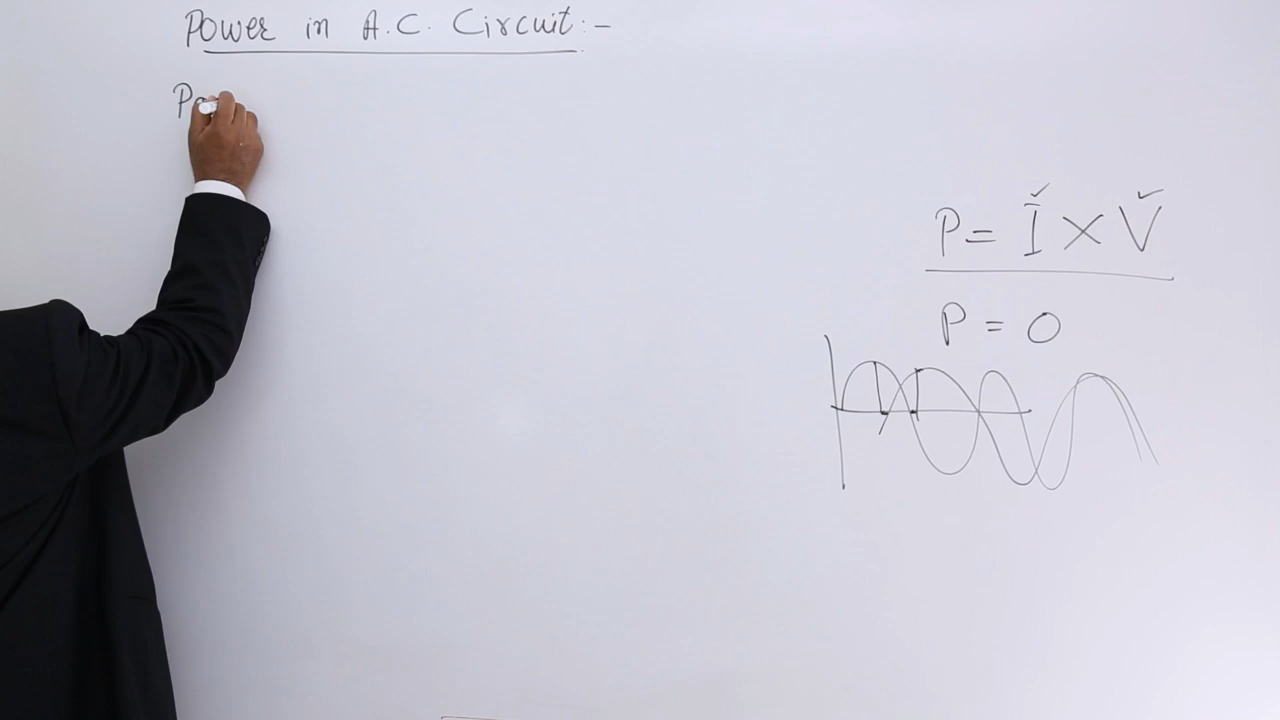 Power in A.C. Circuit:-
P = I × V
P = 0